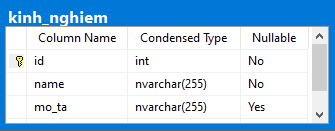 kinh_nghiem
Column Name Condensed Type Nullable
id int No
name nvarchar(255) No
mo_ta nvarchar(255) Yes